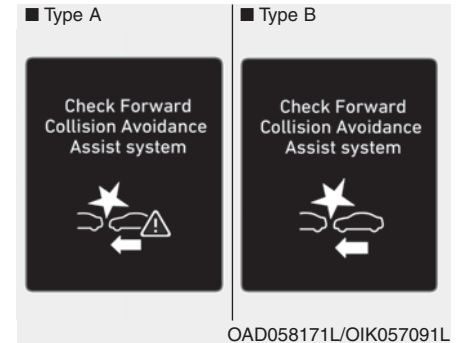 ■ Type A
Check Forward
Collision Avoidance
Assist system
■ Type B
Check Forward
Collision Avoidance
Assist system
OAD058171L/OIK057091L